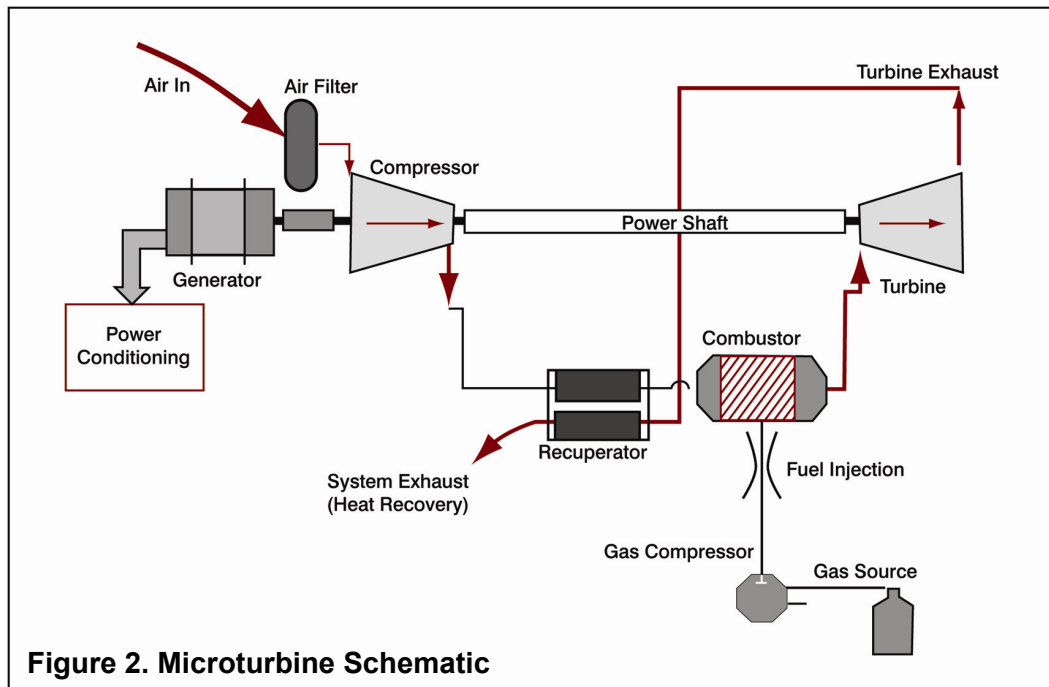 Air In
Air Filter
Turbine Exhaust
Compressor
Power Shaft
Generator
Turbine
Power
Conditioning
Combustor
Recuperator
System Exhaust
(Heat Recovery)
Fuel Injection
Gas Compressor
Gas Source
Figure 2. Microturbine Schematic